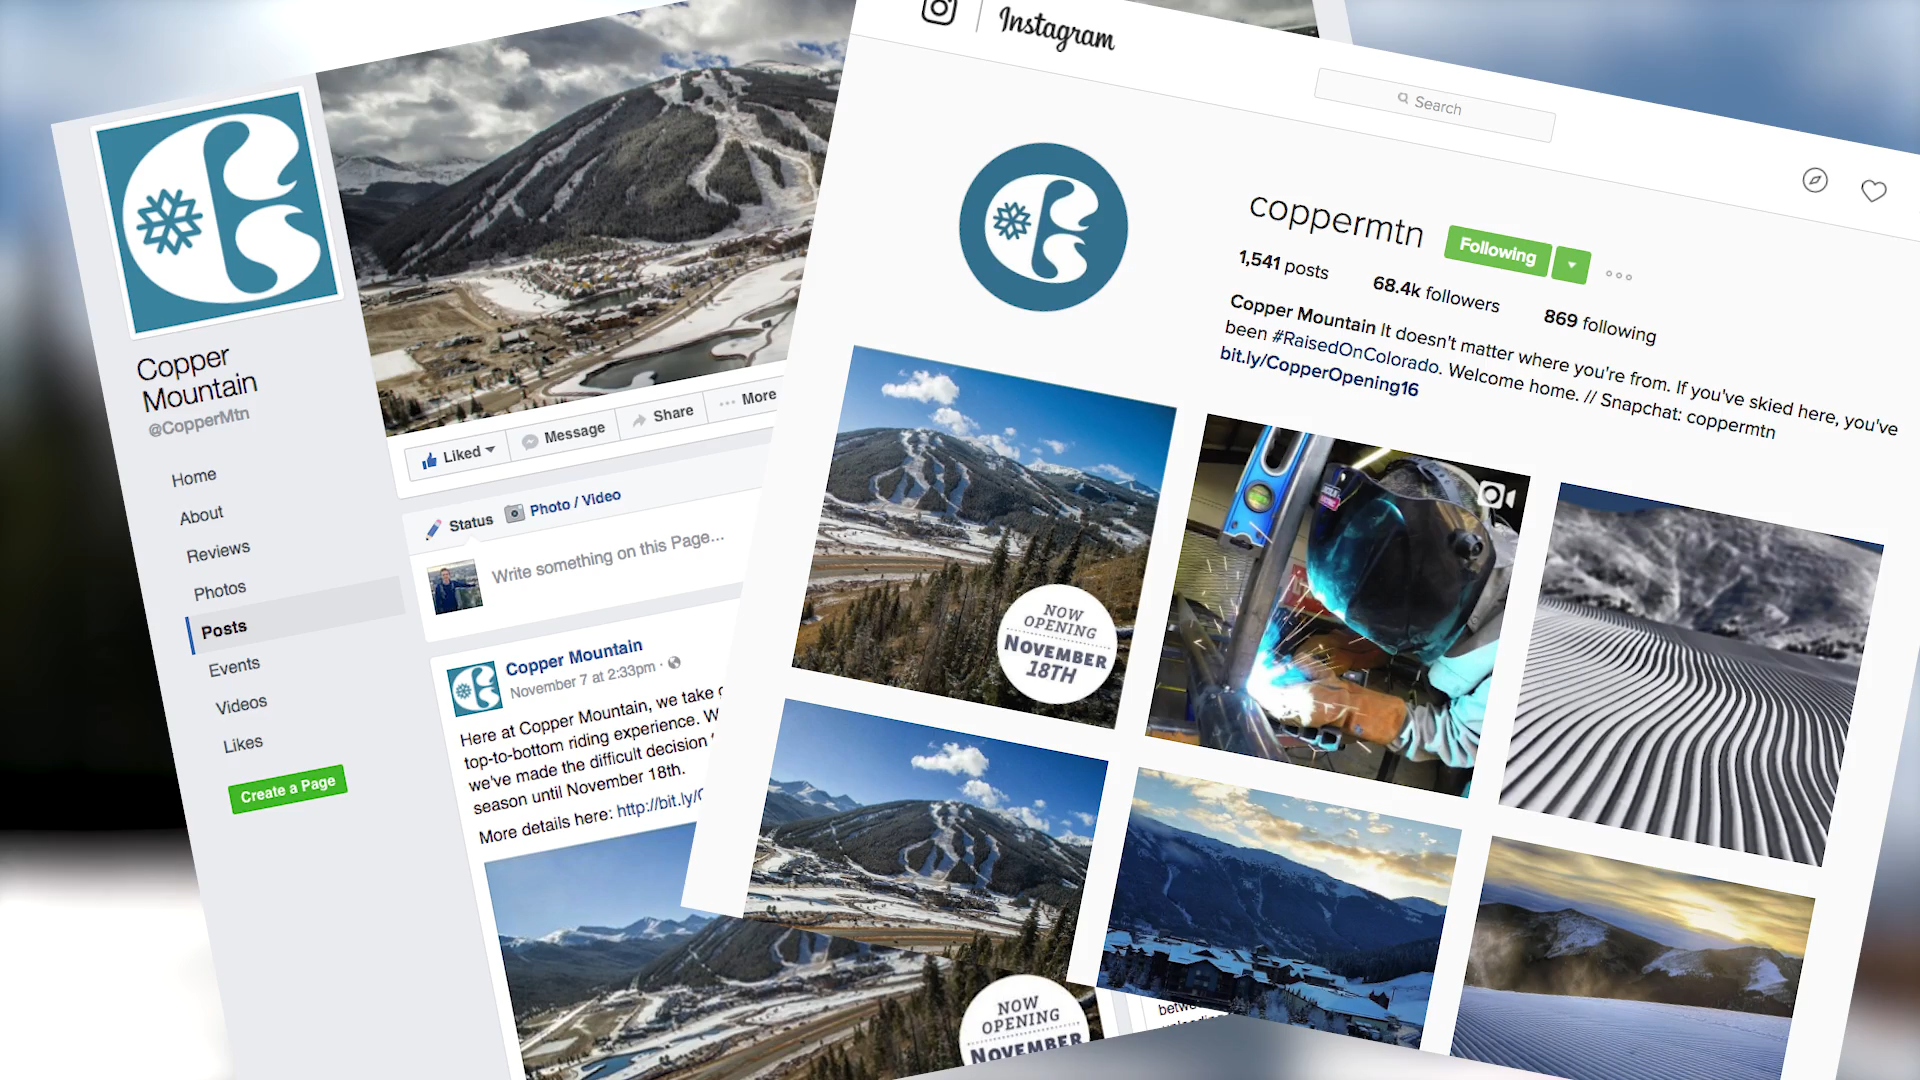 Copper
Mountain
@CopperMtn
Home
About
Reviews
Photos
Posts
Events
Videos
Likes
Create a Page
Liked
Message
Share
More
Status
Photo / Video
Write something on this Page...
Copper Mountain
November 7 at 2:33pm ·
Here at Copper Mountain, we take
top-to-bottom riding experience. W
we've made the difficult decision
season until November 18th.
More details here: http://bit.ly/
NOW
OPENING
NOVEMBER
Instagram
Search
coppermtn
Following
1,541 posts
68.4k followers
869 following
Copper Mountain It doesn't matter where you're from. If you've skied here, you've
been #RaisedOnColorado. Welcome home. // Snapchat: coppermtn
bit.ly/CopperOpening16
NOW
OPENING
NOVEMBER
18TH